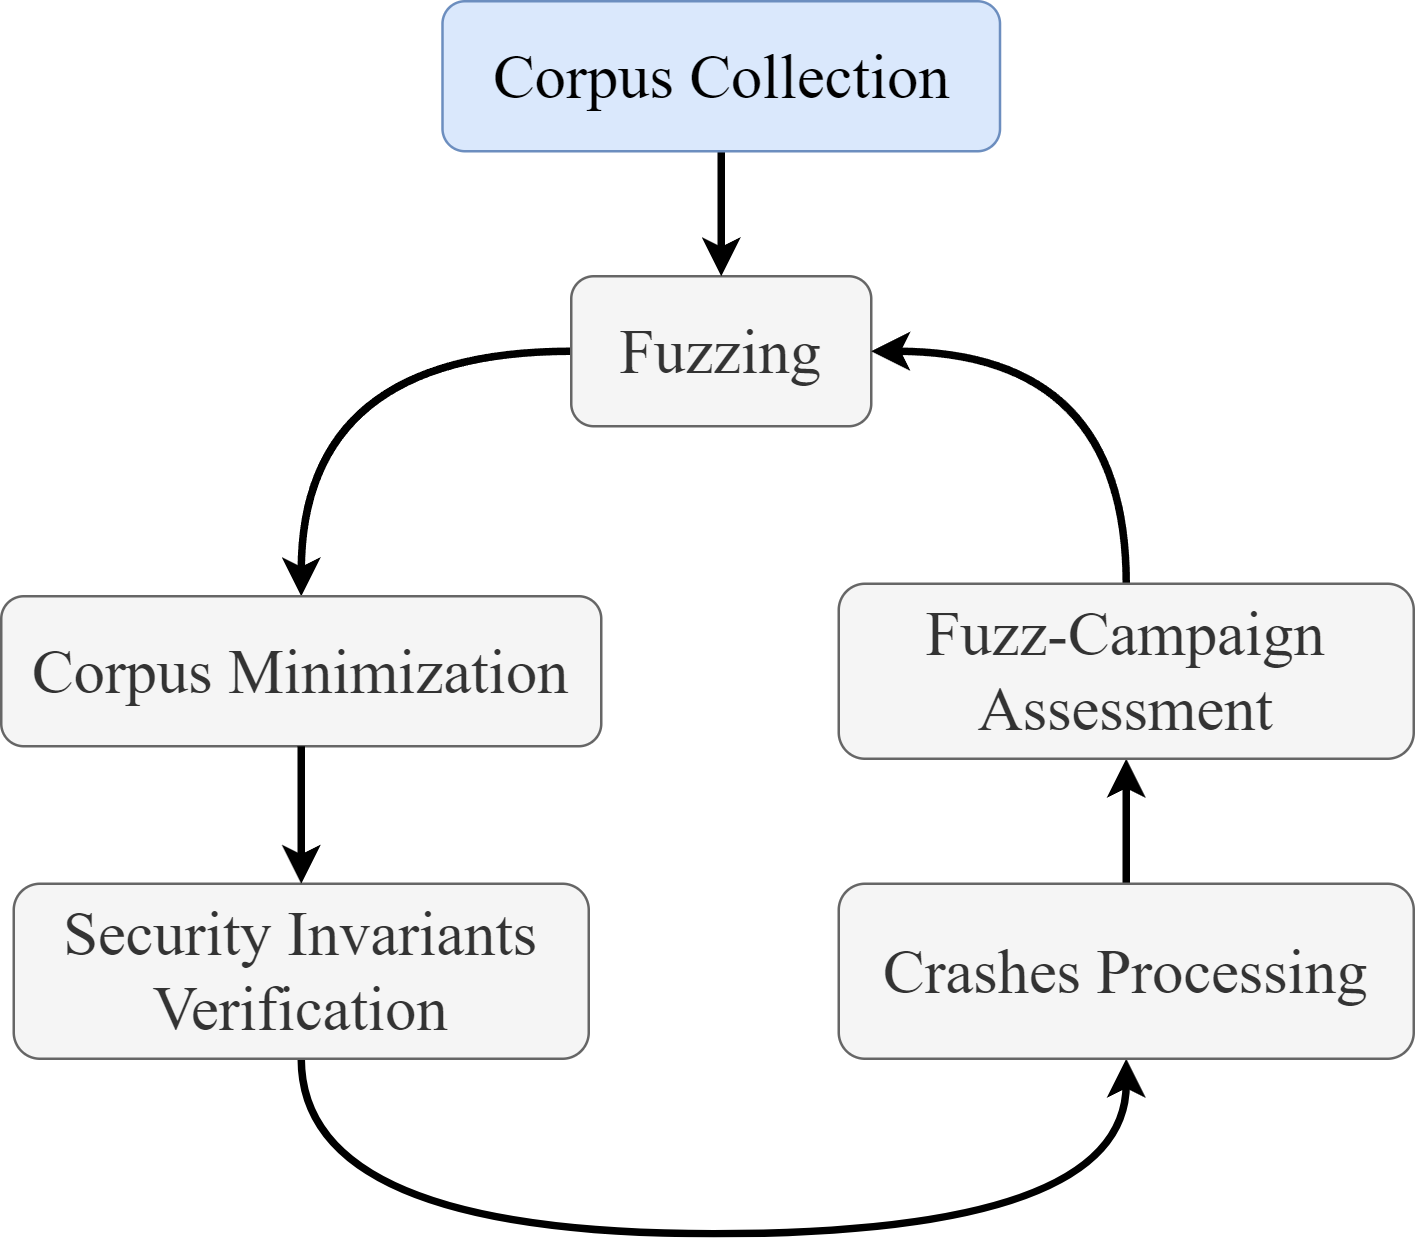 Corpus Collection
Fuzzing
Corpus Minimization
Fuzz-Campaign
Assessment
Security Invariants
Verification
Crashes Processing